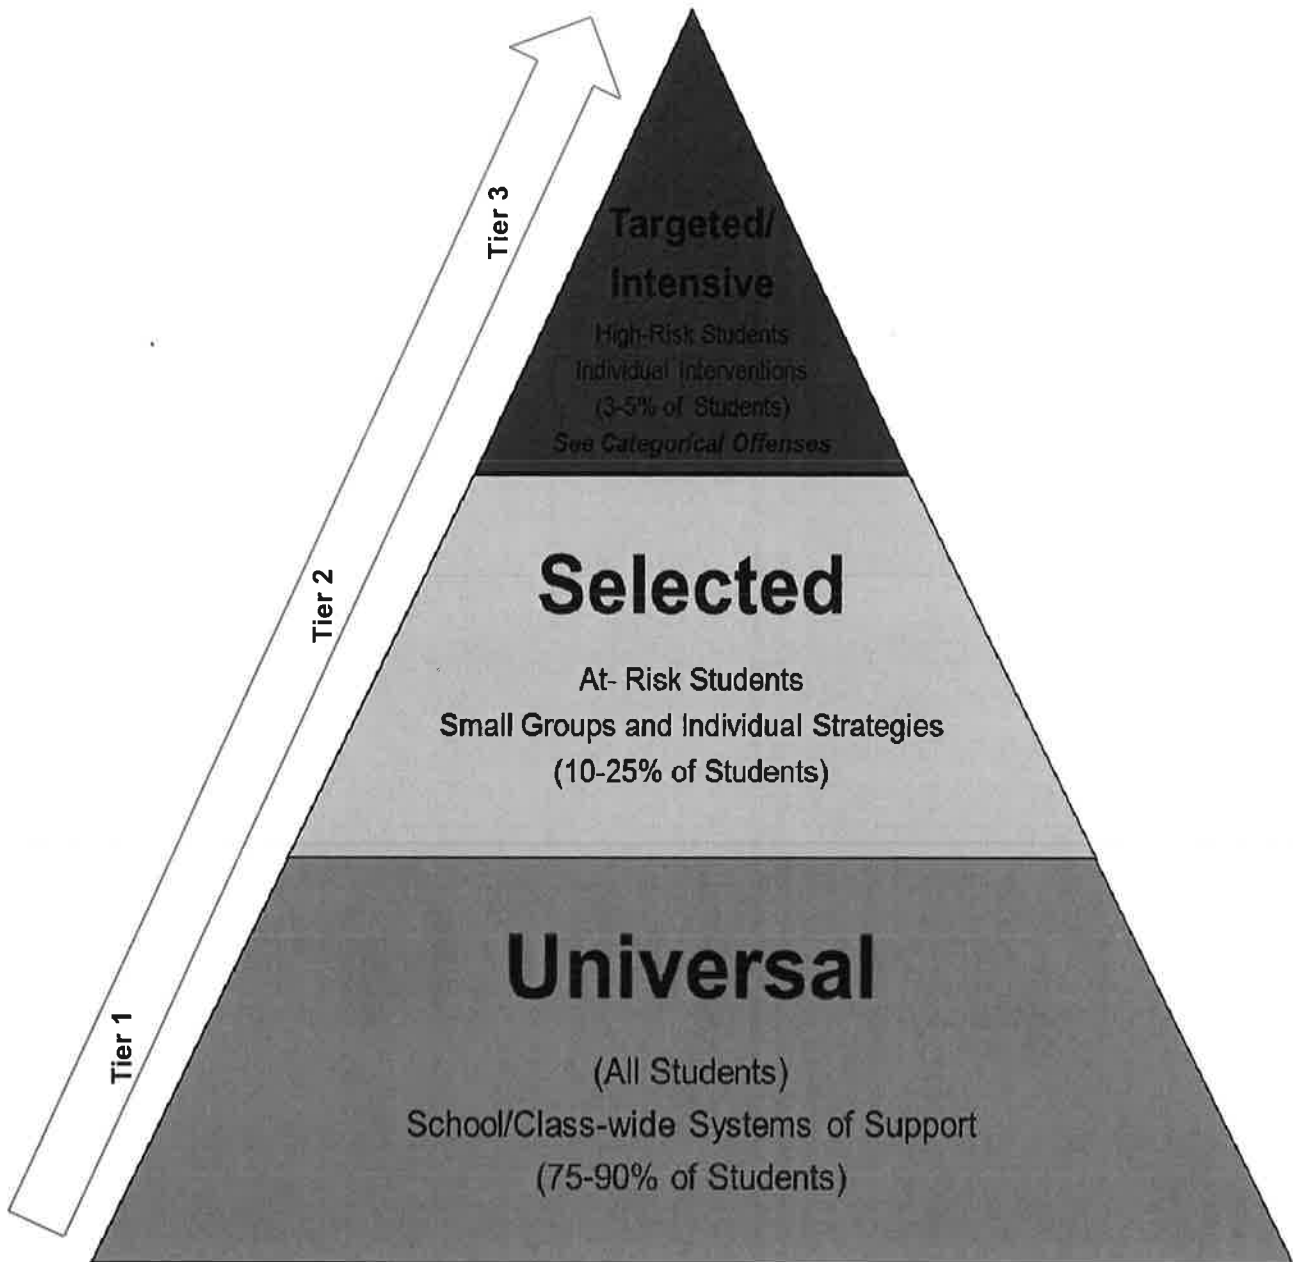 Tier 3
Targeted/
Intensive
High-Risk Students
Individual Interventions
(3-5% of Students)
See Categorical Offenses
Tier 2
Selected
At- Risk Students
Small Groups and Individual Strategies
(10-25% of Students)
Tier 1
Universal
(All Students)
School/Class-wide Systems of Support
(75-90% of Students)